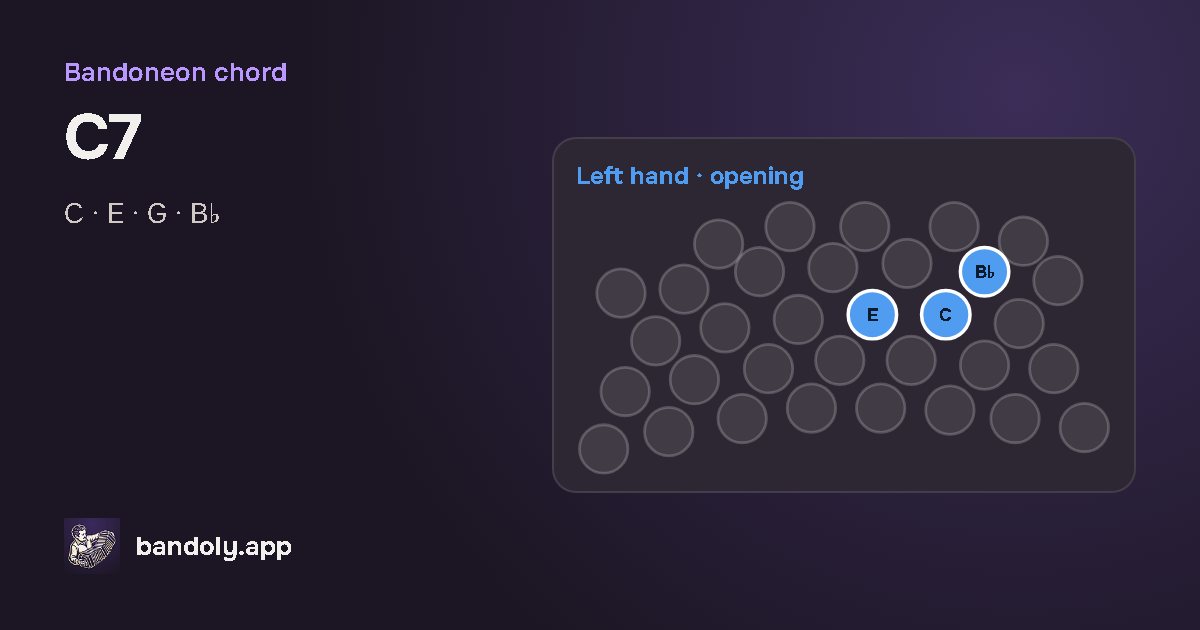 Bandoneon chord
C7
C · E · G · B♭
Left hand · opening
B♭
E
C
bandoly.app